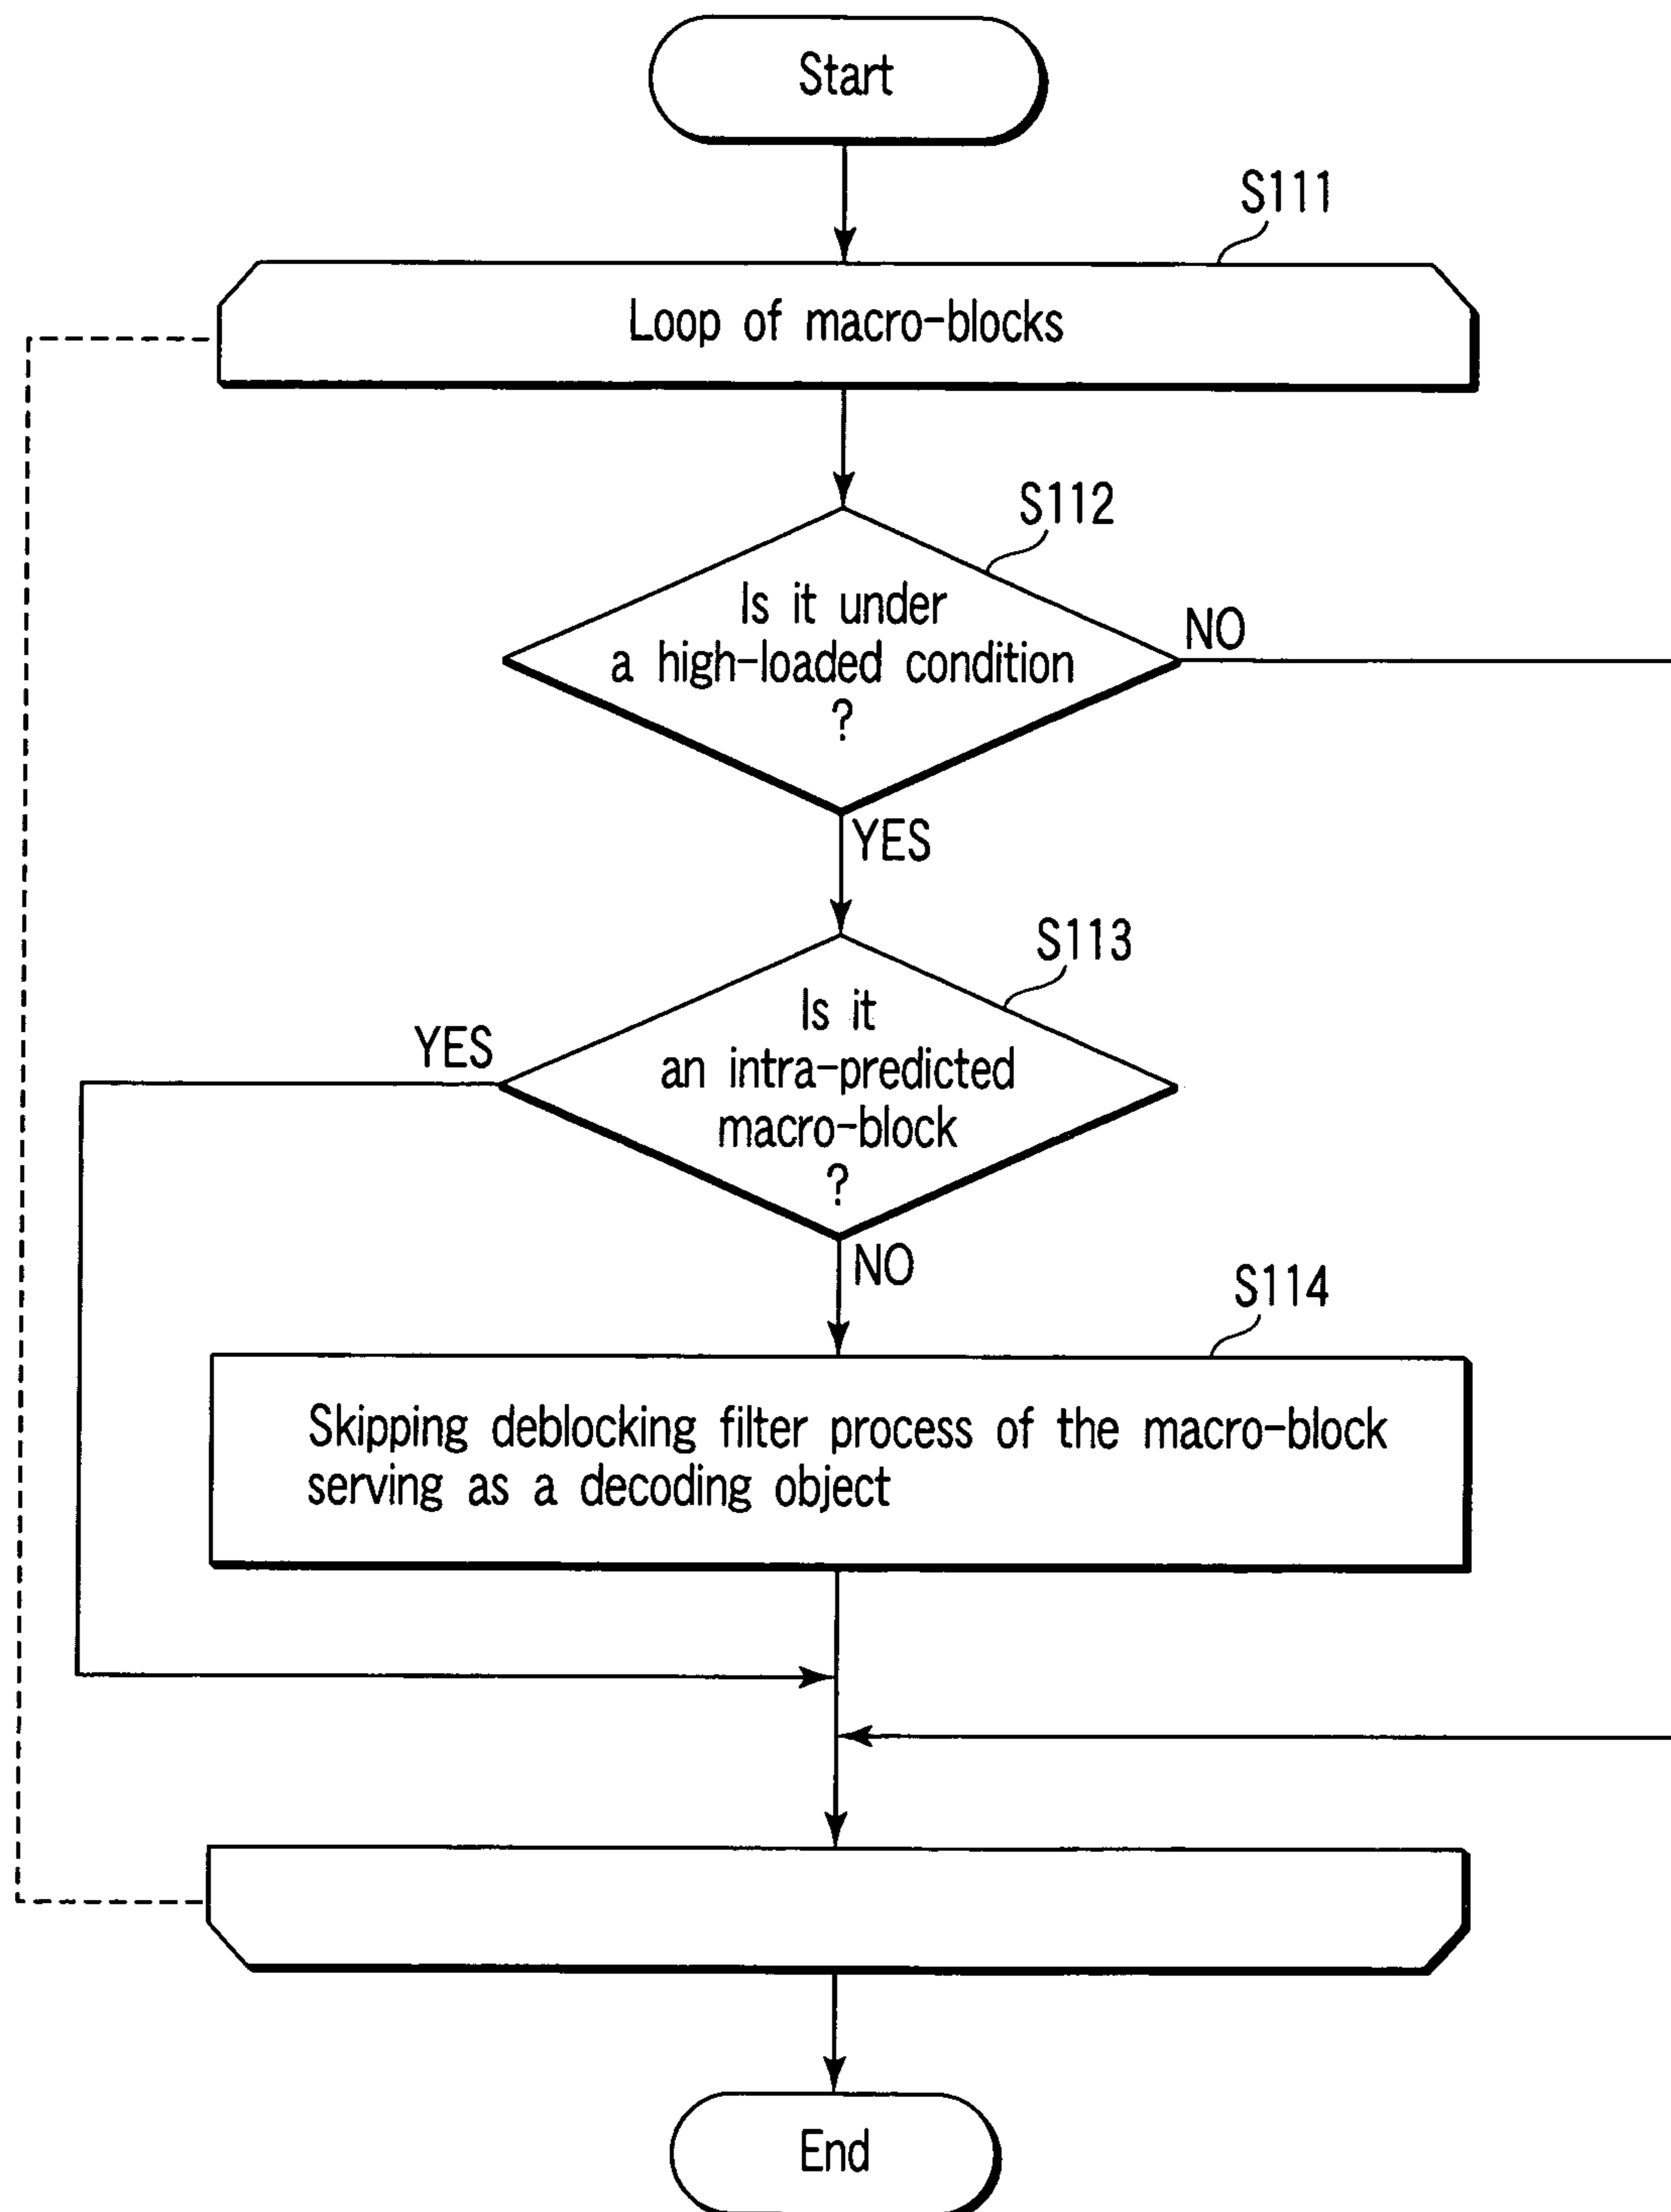 Start
S111
Loop of macro-blocks
S112
Is it under
a high-loaded condition
?
NO
YES
S113
Is it
an intra-predicted
macro-block
?
YES
NO
S114
Skipping deblocking filter process of the macro-block
serving as a decoding object
End